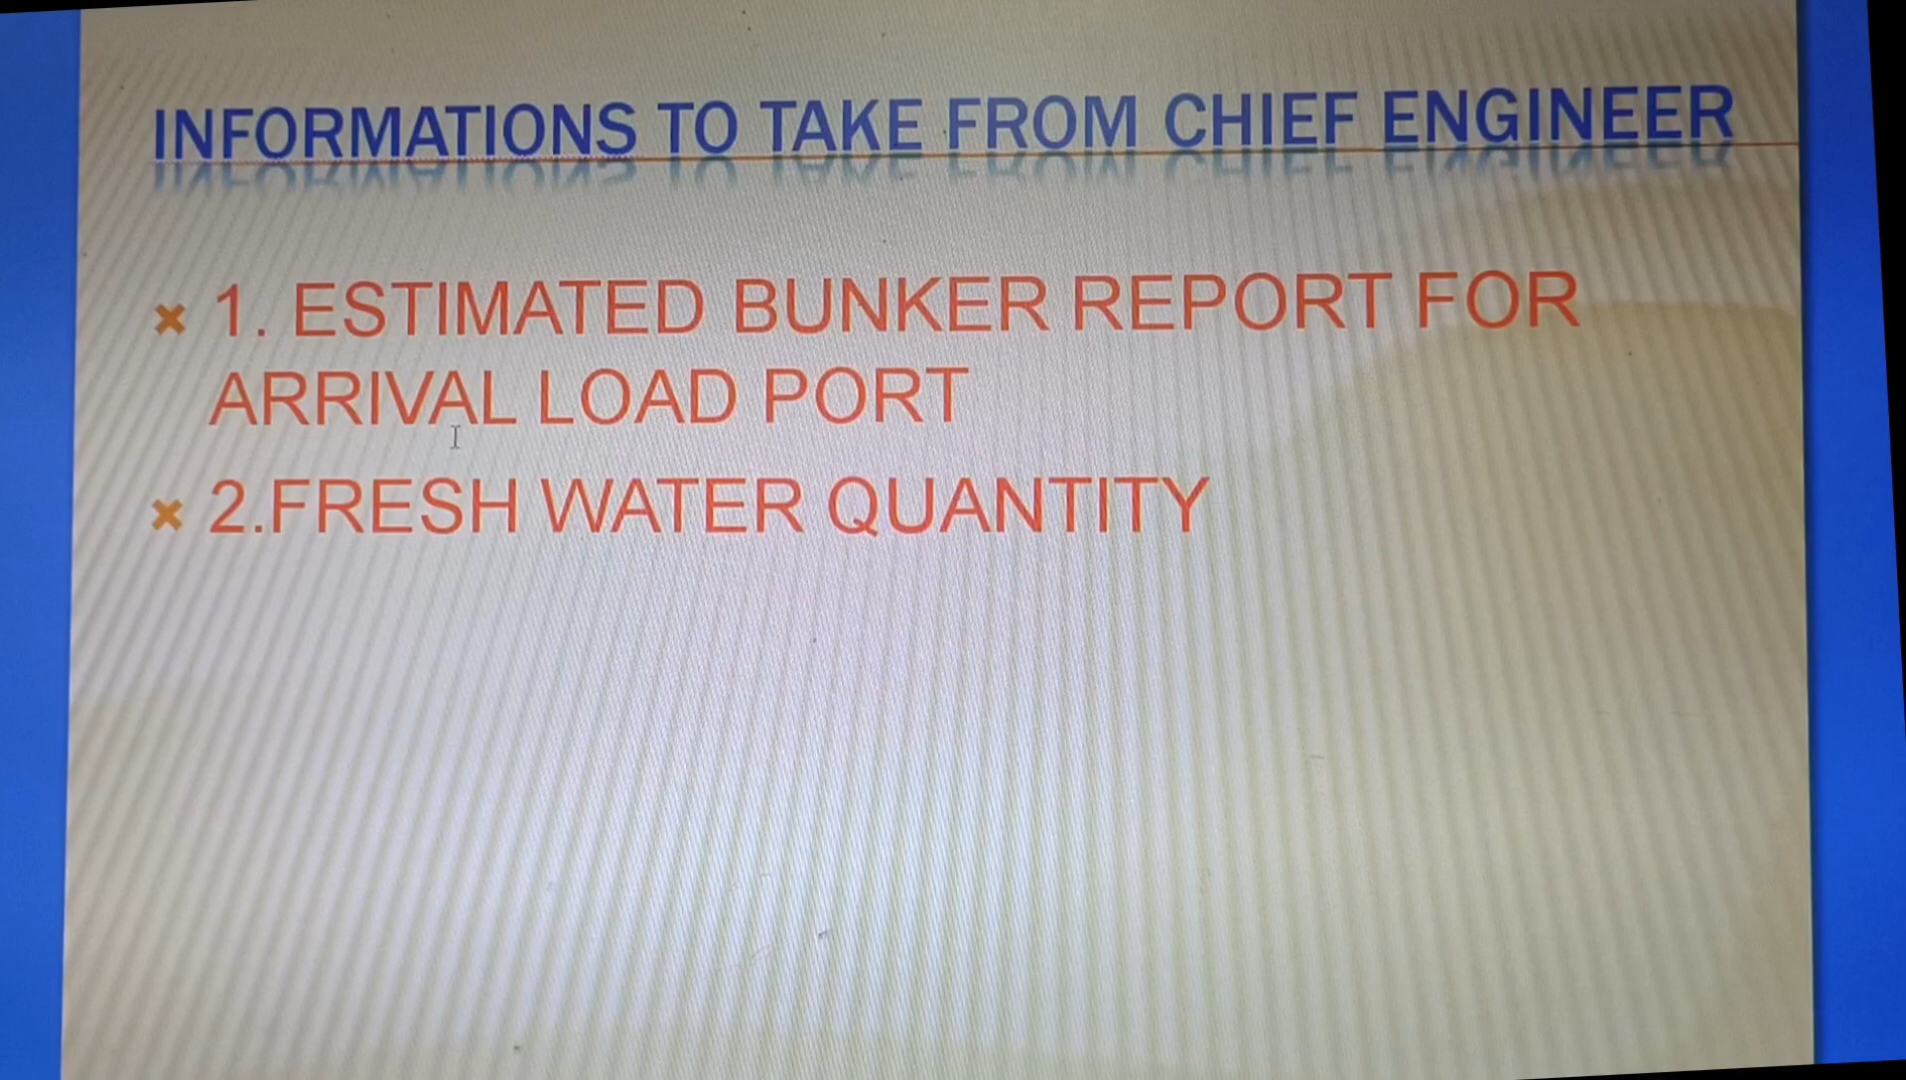 INFORMATIONS TO TAKE FROM CHIEF ENGINEER
1. ESTIMATED BUNKER REPORT FOR
ARRIVAL LOAD PORT
2.FRESH WATER QUANTITY